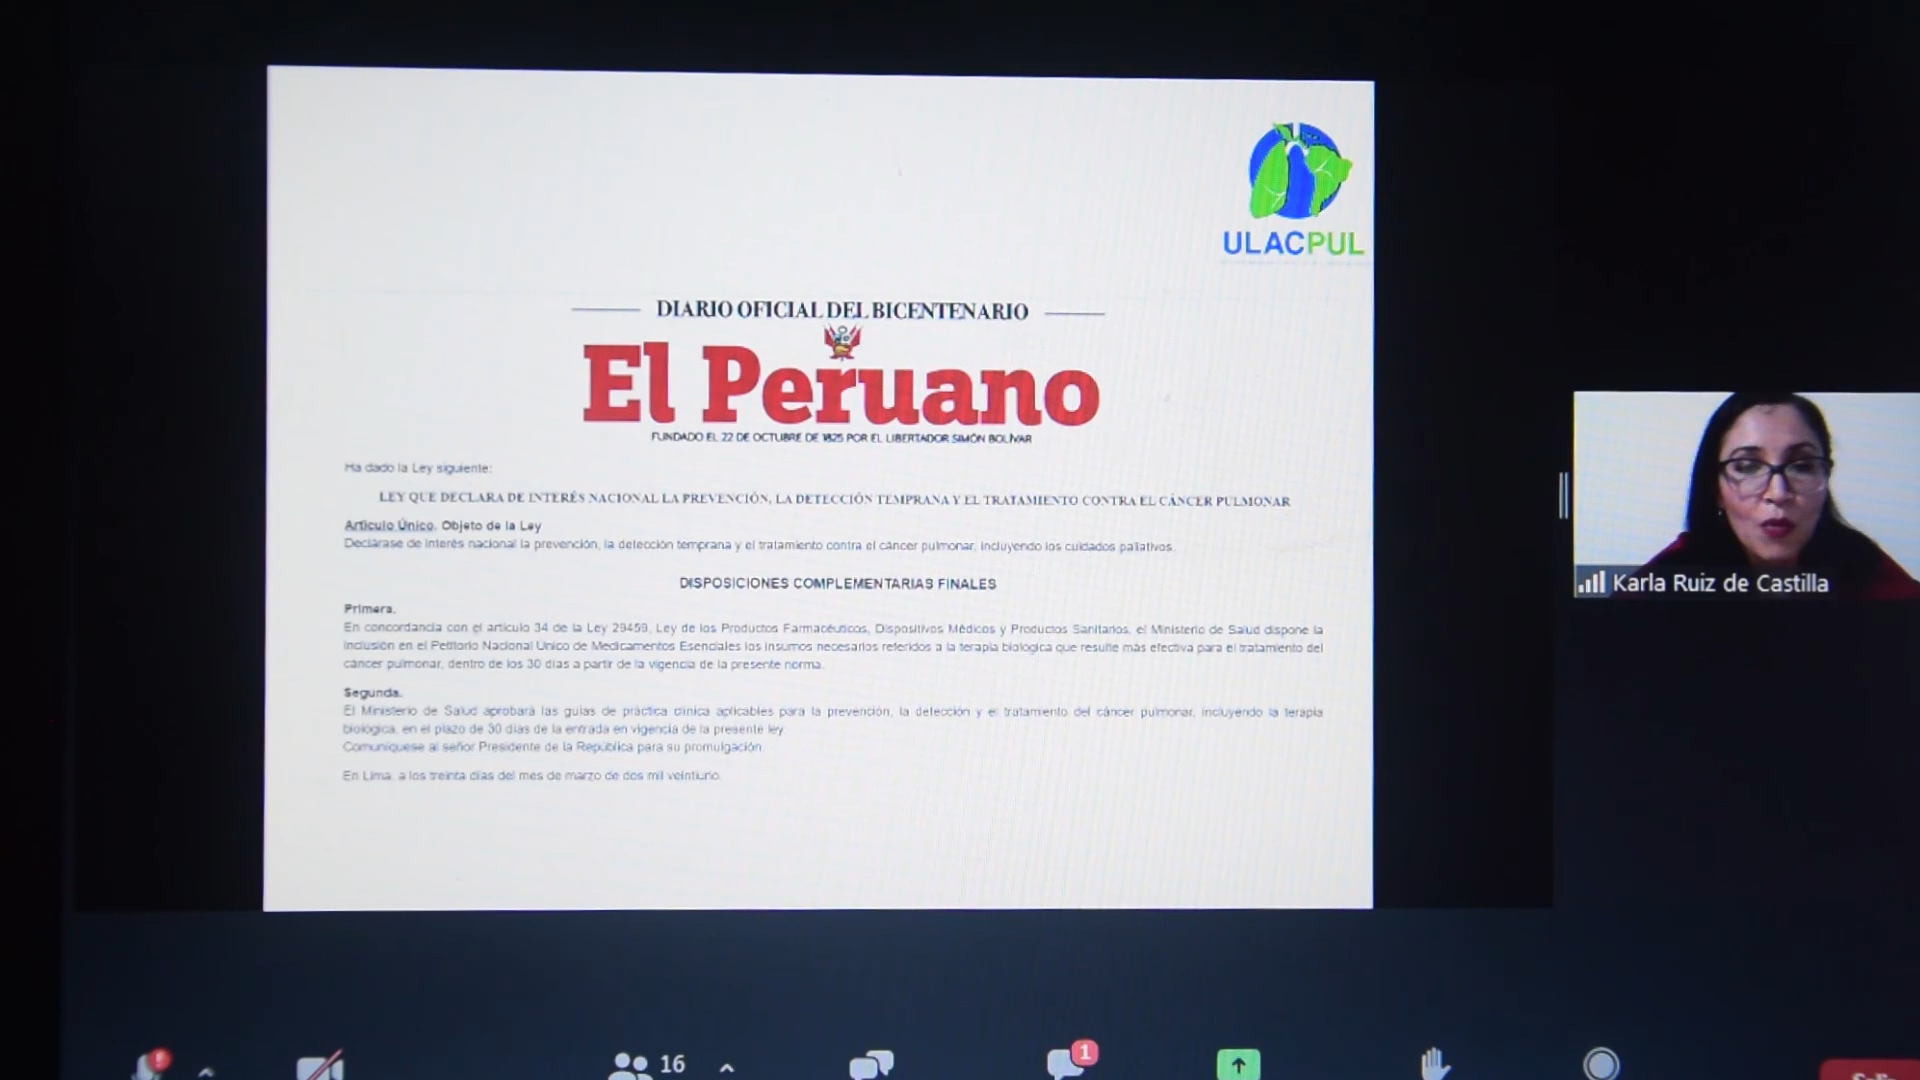 ULACPUL
DIARIO OFICIAL DEL BICENTENARIO
El Peruano
FUNDADO EL 22 DE OCTUBRE DE 1825 POR EL LIBERTADOR SIMÓN BOLÍVAR
Ha dado la Ley siguiente:
LEY QUE DECLARA DE INTERÉS NACIONAL LA PREVENCIÓN, LA DETECCIÓN TEMPRANA Y EL TRATAMIENTO CONTRA EL CÁNCER PULMONAR
Artículo Único. Objeto de la Ley
Declárase de interés nacional la prevención, la detección temprana y el tratamiento contra el cáncer pulmonar, incluyendo los cuidados paliativos.
DISPOSICIONES COMPLEMENTARIAS FINALES
Primera.
En concordancia con el artículo 34 de la Ley 29459, Ley de los Productos Farmacéuticos, Dispositivos Médicos y Productos Sanitarios, el Ministerio de Salud dispone la
inclusión en el Petitorio Nacional Único de Medicamentos Esenciales los insumos necesarios referidos a la terapia biológica que resulte más efectiva para el tratamiento del
cáncer pulmonar, dentro de los 30 días a partir de la vigencia de la presente norma.
Segunda.
El Ministerio de Salud aprobará las guías de práctica clínica aplicables para la prevención, la detección y el tratamiento del cáncer pulmonar, incluyendo la terapia
biológica, en el plazo de 30 días de la entrada en vigencia de la presente ley.
Comuníquese al señor Presidente de la República para su promulgación.
En Lima, a los treinta días del mes de marzo de dos mil veintiuno.
Karla Ruiz de Castilla
16
1